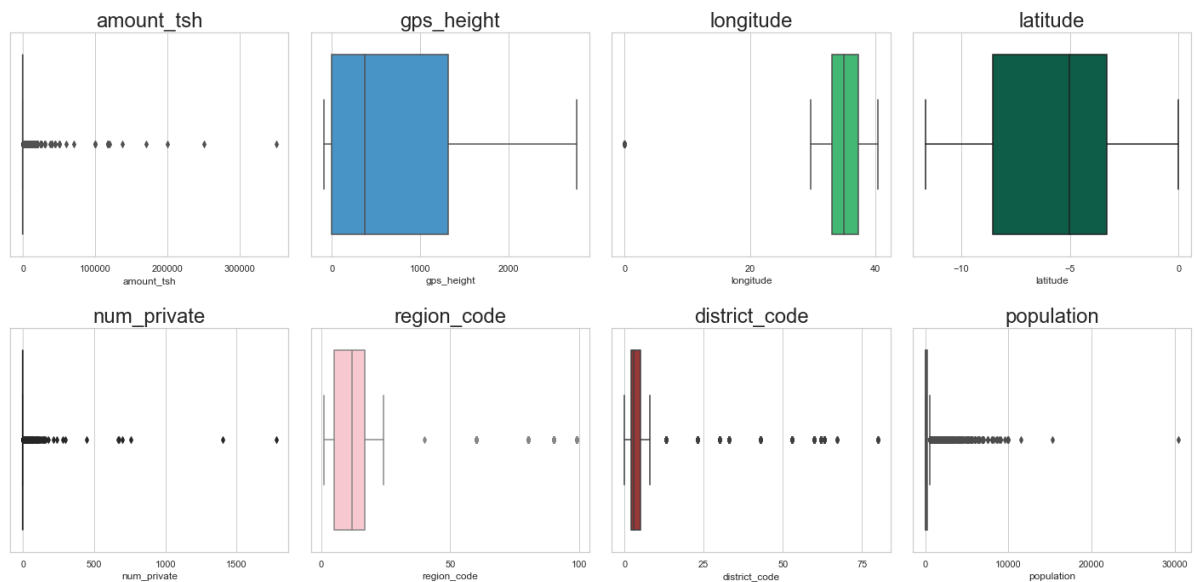 amount_tsh gps_height longitude latitude
0 100000 200000 300000 0 1000 2000 0 20 40 −10 −5 0
amount_tsh gps_height longitude latitude
num_private region_code district_code population
0 500 1000 1500 0 50 100 0 25 50 75 0 10000 20000 30000
num_private region_code district_code population